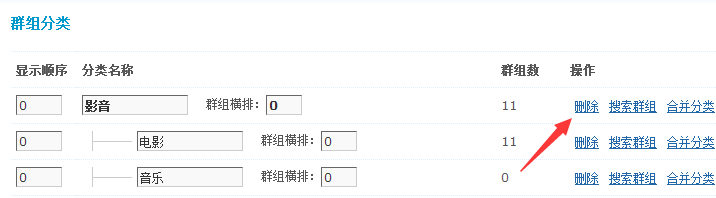 群组分类
显示顺序 分类名称 群组数 操作
0 影音 群组横排: 0 11 删除 搜索群组 合并分类
0 电影 群组横排: 0 11 删除 搜索群组 合并分类
0 音乐 群组横排: 0 0 删除 搜索群组 合并分类